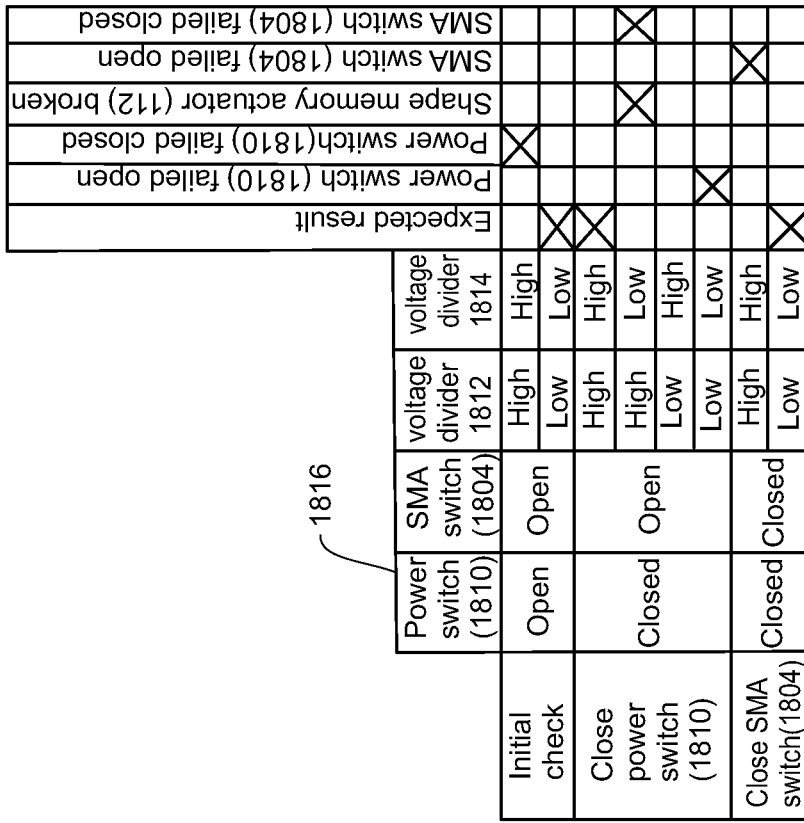 SMA switch (1804) failed closed
SMA switch (1804) failed open
Shape memory actuator (112) broken
Power switch(1810) failed closed
Power switch (1810) failed open
Expected result
voltage
divider
1814
High
Low
High
Low
High
Low
High
Low
voltage
divider
1812
High
Low
High
High
Low
Low
High
Low
1816
SMA
switch
(1804)
Open
Open
Closed
Power
switch
(1810)
Open
Closed
Closed
Initial
check
Close
power
switch
(1810)
Close SMA
switch(1804)